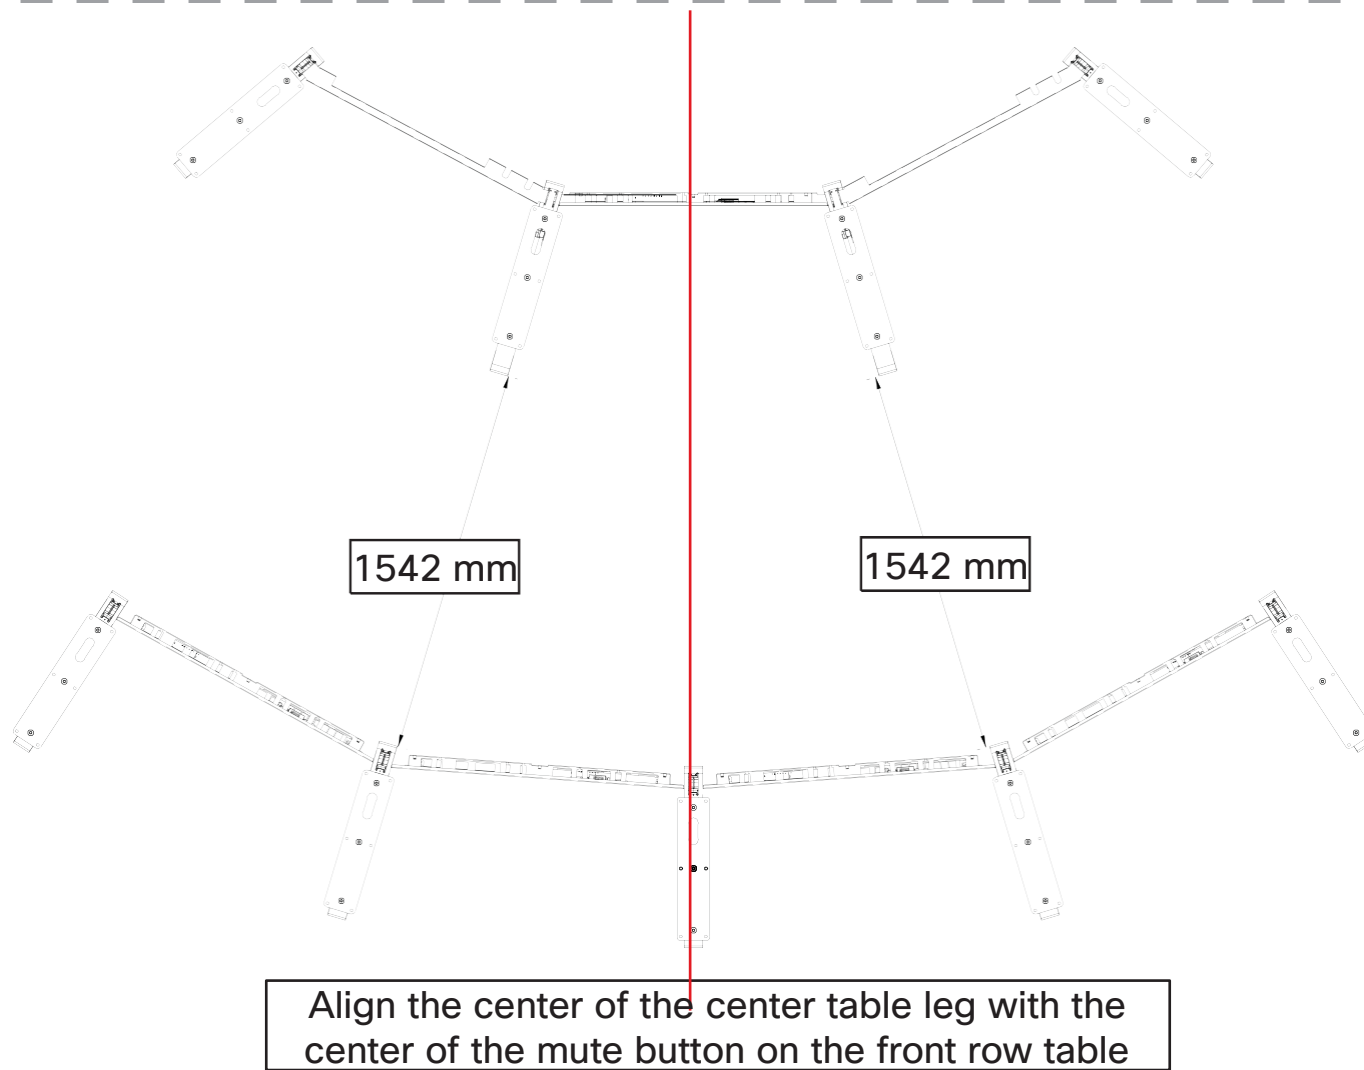 1542 mm
1542 mm
Align the center of the center table leg with the
center of the mute button on the front row table